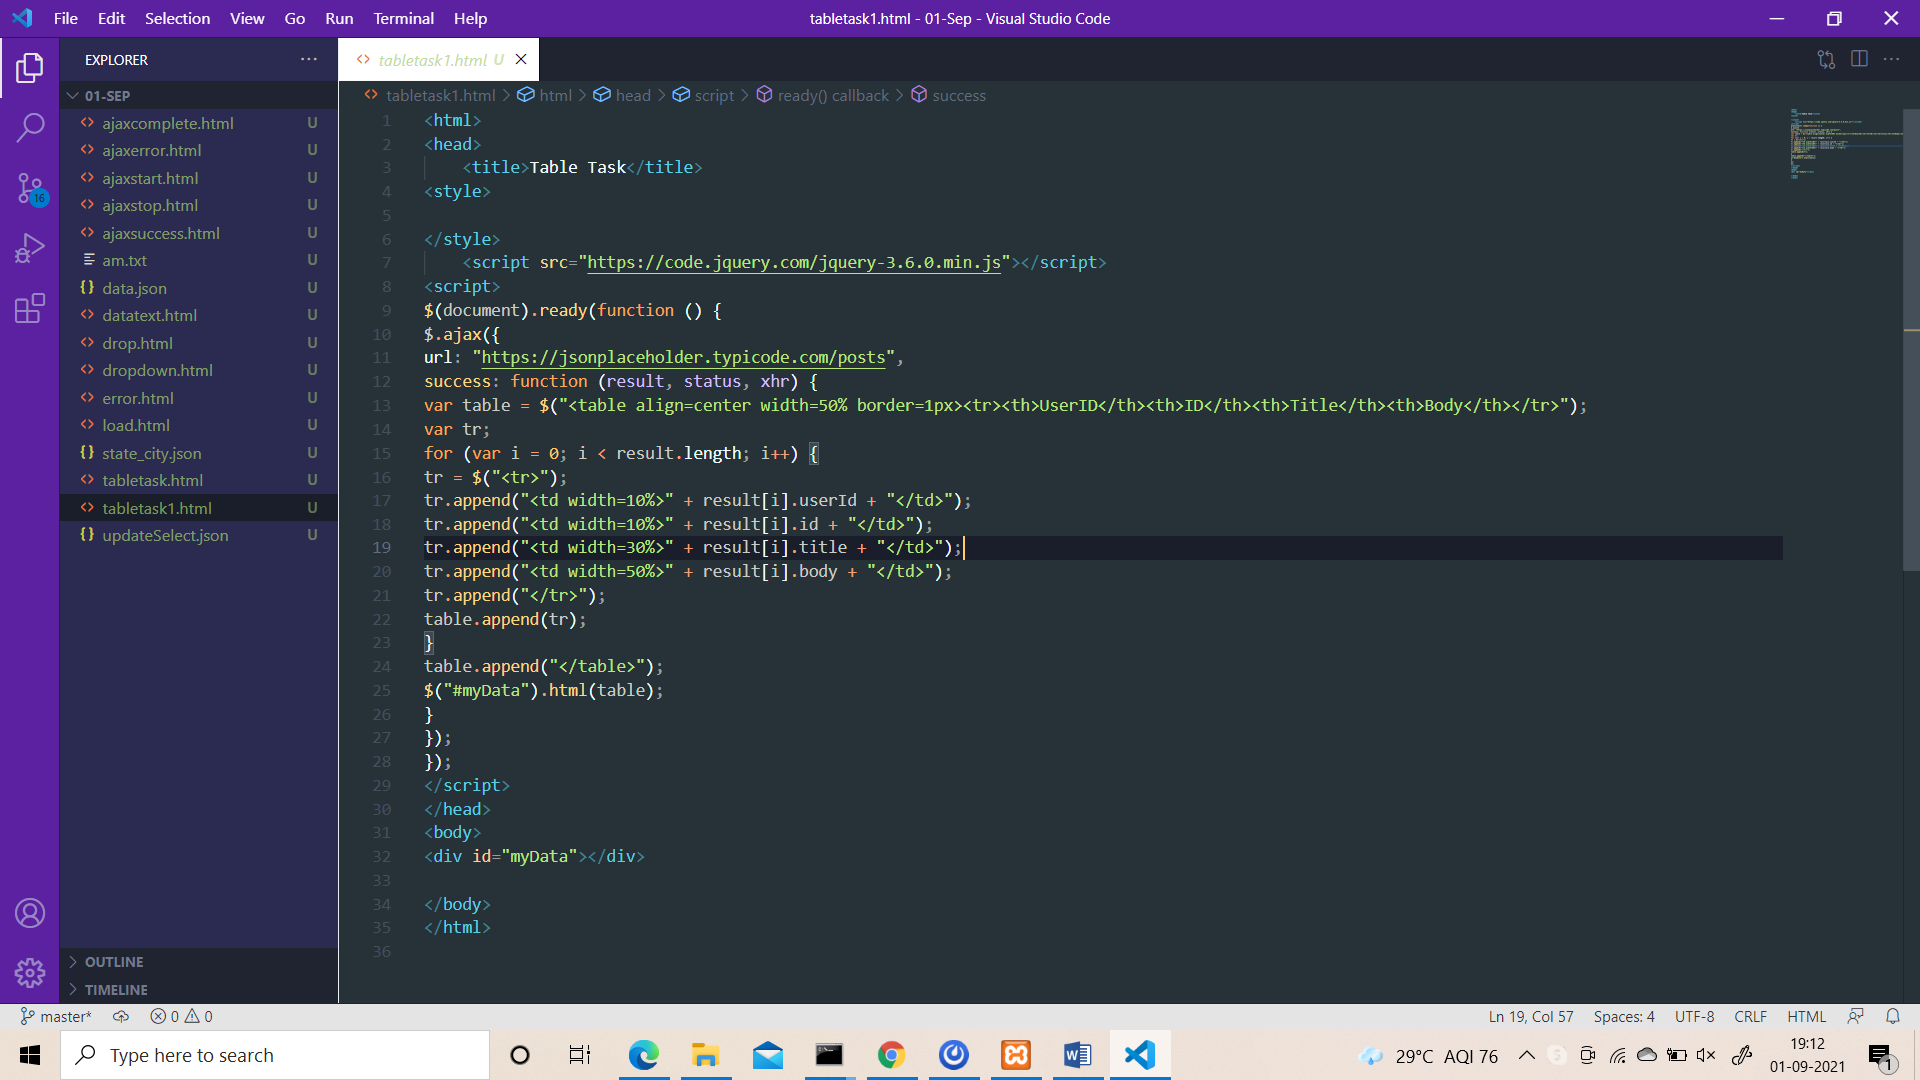 File Edit Selection View Go Run Terminal Help
tabletask1.html - 01-Sep - Visual Studio Code
EXPLORER
tabletask1.html U
01-SEP
ajaxcomplete.html U
ajaxerror.html U
ajaxstart.html U
ajaxstop.html U
ajaxsuccess.html U
am.txt U
data.json U
datatext.html U
drop.html U
dropdown.html U
error.html U
load.html U
state_city.json U
tabletask.html U
tabletask1.html U
updateSelect.json U
16
OUTLINE
TIMELINE
tabletask1.html > html > head > script > ready() callback > success
1 <html>
2 <head>
3 <title>Table Task</title>
4 <style>
5
6 </style>
7 <script src="https://code.jquery.com/jquery-3.6.0.min.js"></script>
8 <script>
9 $(document).ready(function () {
10 $.ajax({
11 url: "https://jsonplaceholder.typicode.com/posts",
12 success: function (result, status, xhr) {
13 var table = $("<table align=center width=50% border=1px><tr><th>UserID</th><th>ID</th><th>Title</th><th>Body</th></tr>");
14 var tr;
15 for (var i = 0; i < result.length; i++) {
16 tr = $("<tr>");
17 tr.append("<td width=10%>" + result[i].userId + "</td>");
18 tr.append("<td width=10%>" + result[i].id + "</td>");
19 tr.append("<td width=30%>" + result[i].title + "</td>");
20 tr.append("<td width=50%>" + result[i].body + "</td>");
21 tr.append("</tr>");
22 table.append(tr);
23 }
24 table.append("</table>");
25 $("#myData").html(table);
26 }
27 });
28 });
29 </script>
30 </head>
31 <body>
32 <div id="myData"></div>
33
34 </body>
35 </html>
36
master* 0 0
Ln 19, Col 57 Spaces: 4 UTF-8 CRLF HTML
Type here to search
29°C AQI 76
19:12
01-09-2021
1